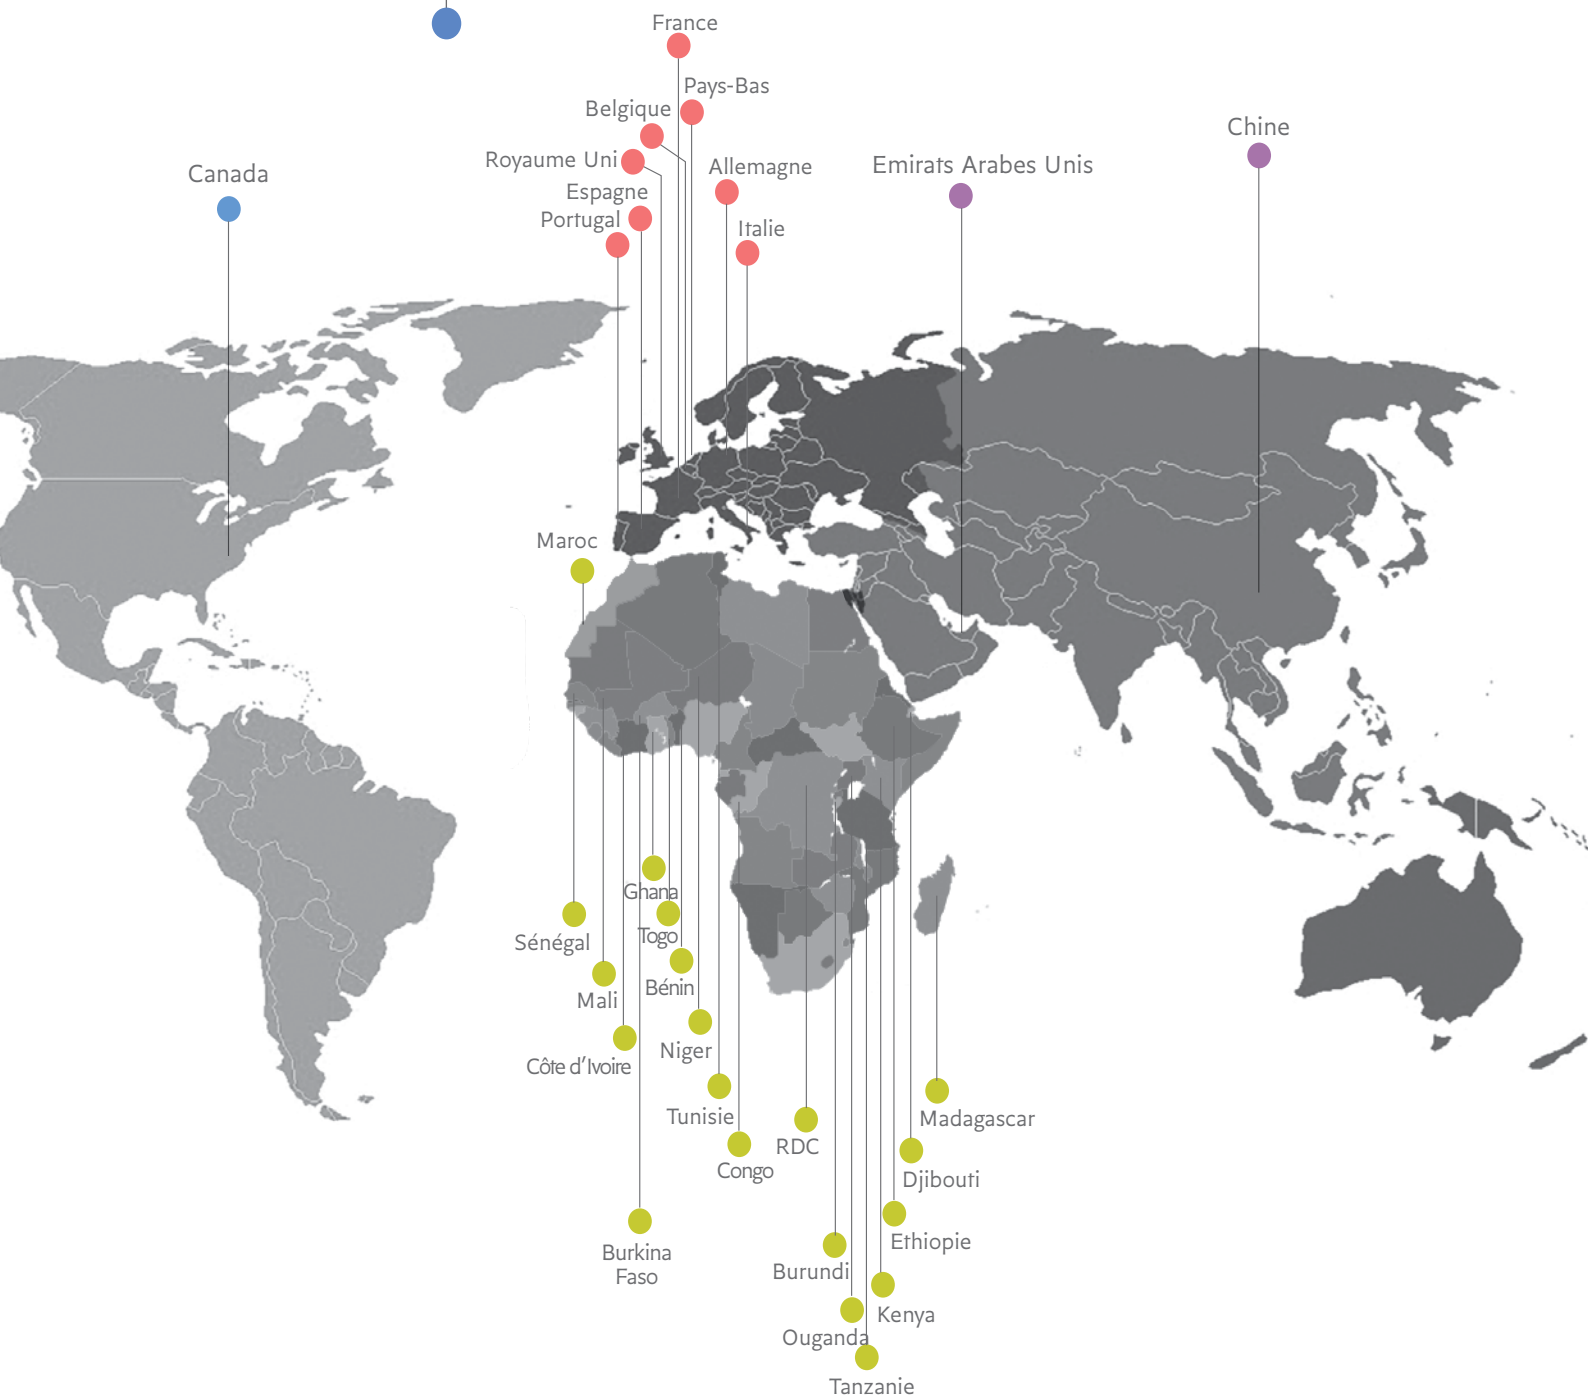 France
Pays-Bas
Belgique
Chine
Royaume Uni
Allemagne
Emirats Arabes Unis
Canada
Espagne
Portugal
Italie
Maroc
Ghana
Togo
Sénégal
Bénin
Mali
Niger
Côte d'Ivoire
Tunisie
Madagascar
RDC
Congo
Djibouti
Ethiopie
Burkina
Faso
Burundi
Kenya
Ouganda
Tanzanie